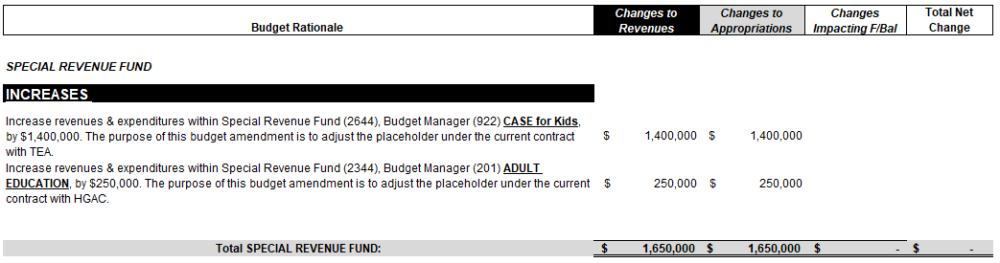 Budget Rationale
Changes to Revenues
Changes to Appropriations
Changes Impacting F/Bal
Total Net Change
SPECIAL REVENUE FUND
INCREASES
Increase revenues & expenditures within Special Revenue Fund (2644), Budget Manager (922) CASE for Kids,
by $1,400,000. The purpose of this budget amendment is to adjust the placeholder under the current contract $ 1,400,000 $ 1,400,000
with TEA.
Increase revenues & expenditures within Special Revenue Fund (2344), Budget Manager (201) ADULT
EDUCATION, by $250,000. The purpose of this budget amendment is to adjust the placeholder under the current $ 250,000 $ 250,000
contract with HGAC.
Total SPECIAL REVENUE FUND: $ 1,650,000 $ 1,650,000 $ - $ -